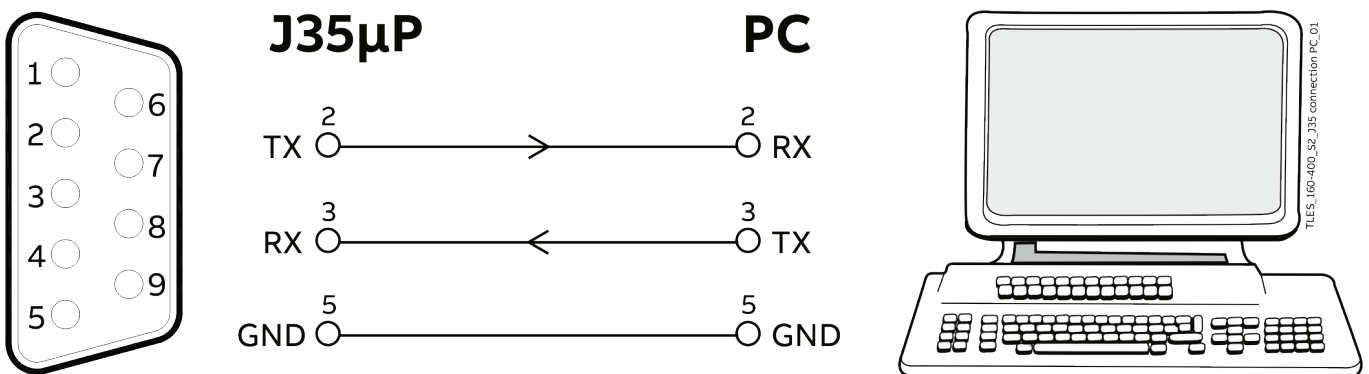 J35µP PC
1
6
2
7
3
8
4
9
5
2 2
TX RX
3 3
RX TX
5 5
GND GND
TLES_160-400_S2_J35 connection PC_01